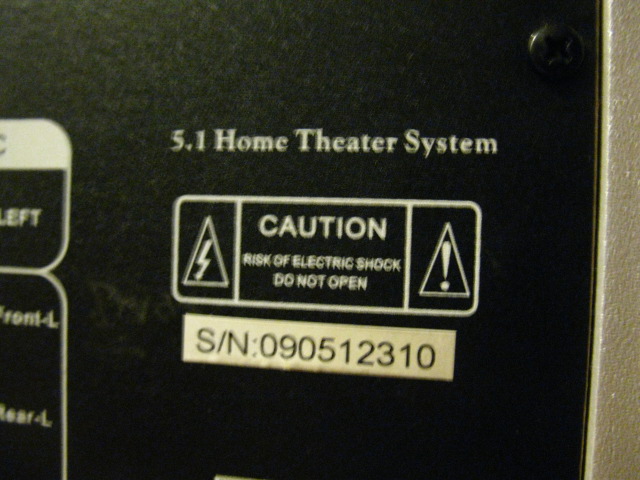 5.1 Home Theater System
C
LEFT
CAUTION
RISK OF ELECTRIC SHOCK
DO NOT OPEN
Front-L
S/N:090512310
Rear-L